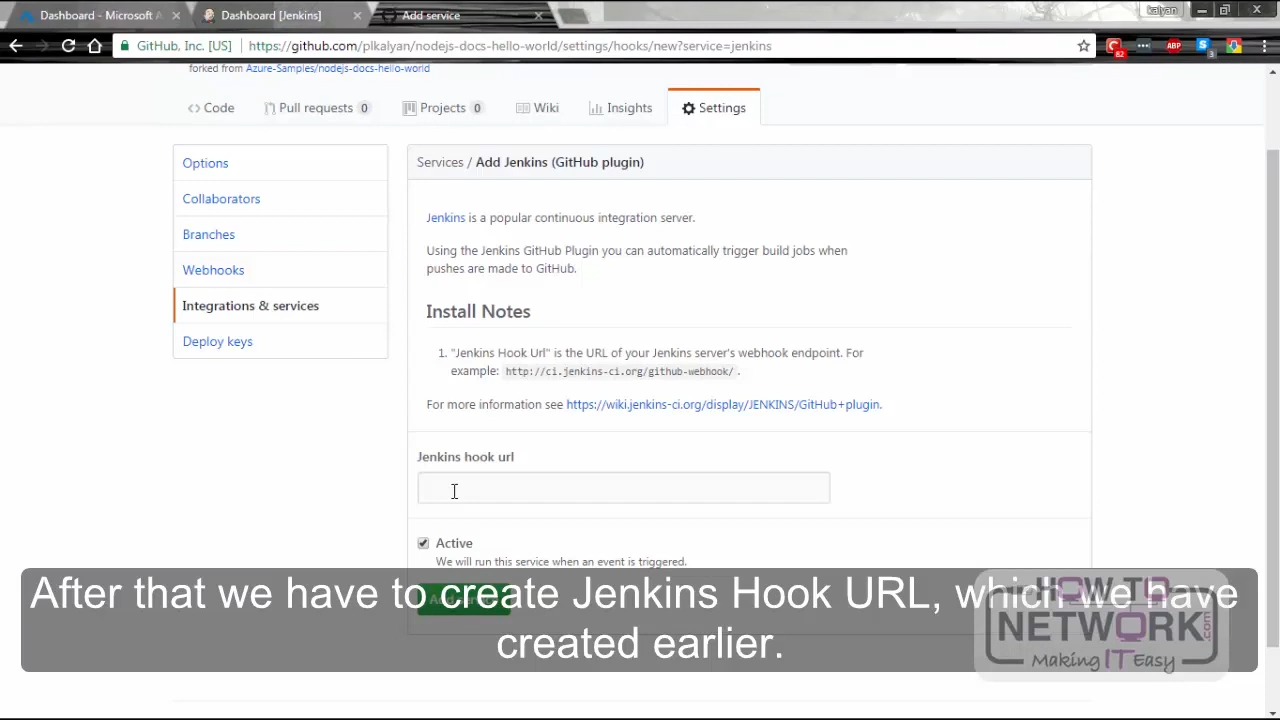 Dashboard - Microsoft A
Dashboard [Jenkins]
Add service
kalyan
GitHub, Inc. [US]
https://github.com/plkalyan/nodejs-docs-hello-world/settings/hooks/new?service=jenkins
82
ABP
3
forked from Azure-Samples/nodejs-docs-hello-world
Code
Pull requests 0
Projects 0
Wiki
Insights
Settings
Options
Collaborators
Branches
Webhooks
Integrations & services
Deploy keys
Services / Add Jenkins (GitHub plugin)
Jenkins is a popular continuous integration server.
Using the Jenkins GitHub Plugin you can automatically trigger build jobs when
pushes are made to GitHub.
Install Notes
1. "Jenkins Hook Url" is the URL of your Jenkins server's webhook endpoint. For
example: http://ci.jenkins-ci.org/github-webhook/ .
For more information see https://wiki.jenkins-ci.org/display/JENKINS/GitHub+plugin.
Jenkins hook url
Active
We will run this service when an event is triggered.
After that we have to create Jenkins Hook URL, which we have
created earlier.
HOW TO
NETWORK.com
Making IT Easy